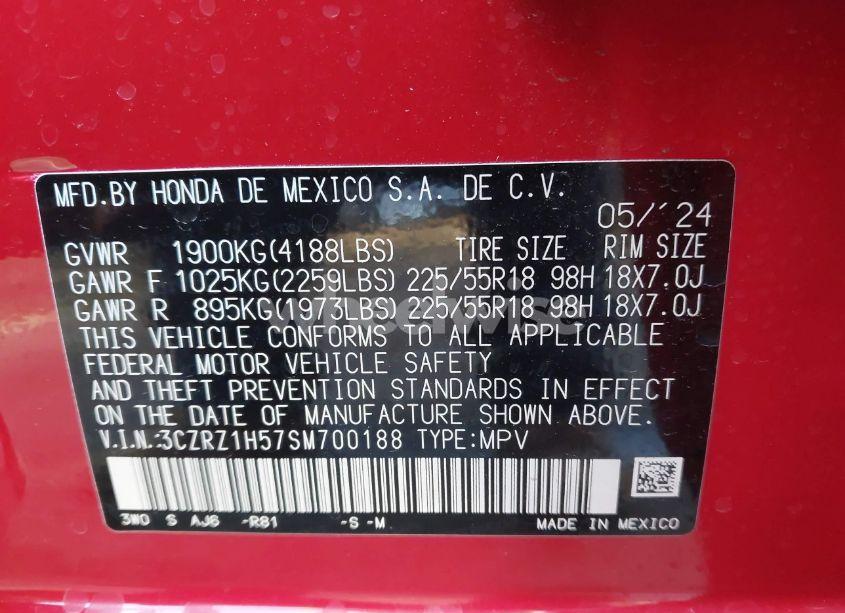 MFD.BY HONDA DE MEXICO S.A. DE C.V.
05/'24
GVWR 1900KG(4188LBS) TIRE SIZE RIM SIZE
GAWR F 1025KG(2259LBS) 225/55R18 98H 18X7.0J
GAWR R 895KG(1973LBS) 225/55R18 98H 18X7.0J
THIS VEHICLE CONFORMS TO ALL APPLICABLE
FEDERAL MOTOR VEHICLE SAFETY
AND THEFT PREVENTION STANDARDS IN EFFECT
ON THE DATE OF MANUFACTURE SHOWN ABOVE.
V.I.N.:3CZRZ1H57SM700188 TYPE:MPV
3W0 S AJ6 -R81 -S -M MADE IN MEXICO